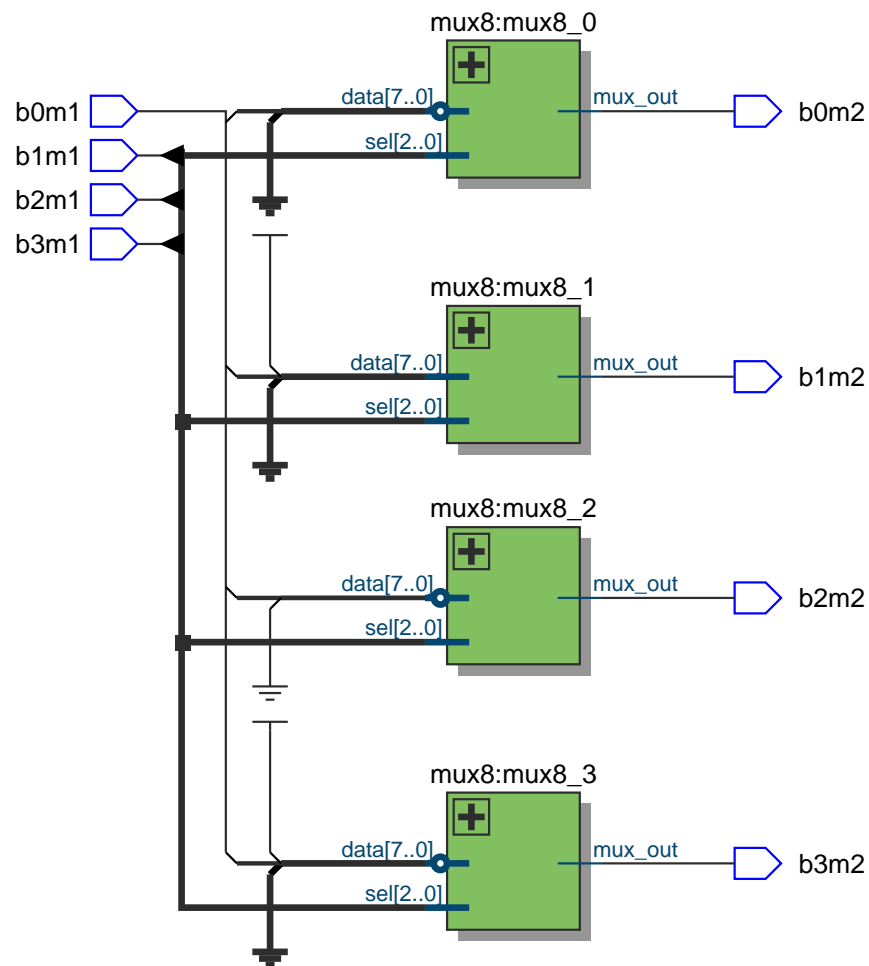 mux8:mux8_0
b0m1
data[7..0]
mux_out
b0m2
sel[2..0]
b1m1
b2m1
b3m1
mux8:mux8_1
data[7..0]
mux_out
b1m2
sel[2..0]
mux8:mux8_2
data[7..0]
mux_out
b2m2
sel[2..0]
mux8:mux8_3
data[7..0]
mux_out
b3m2
sel[2..0]